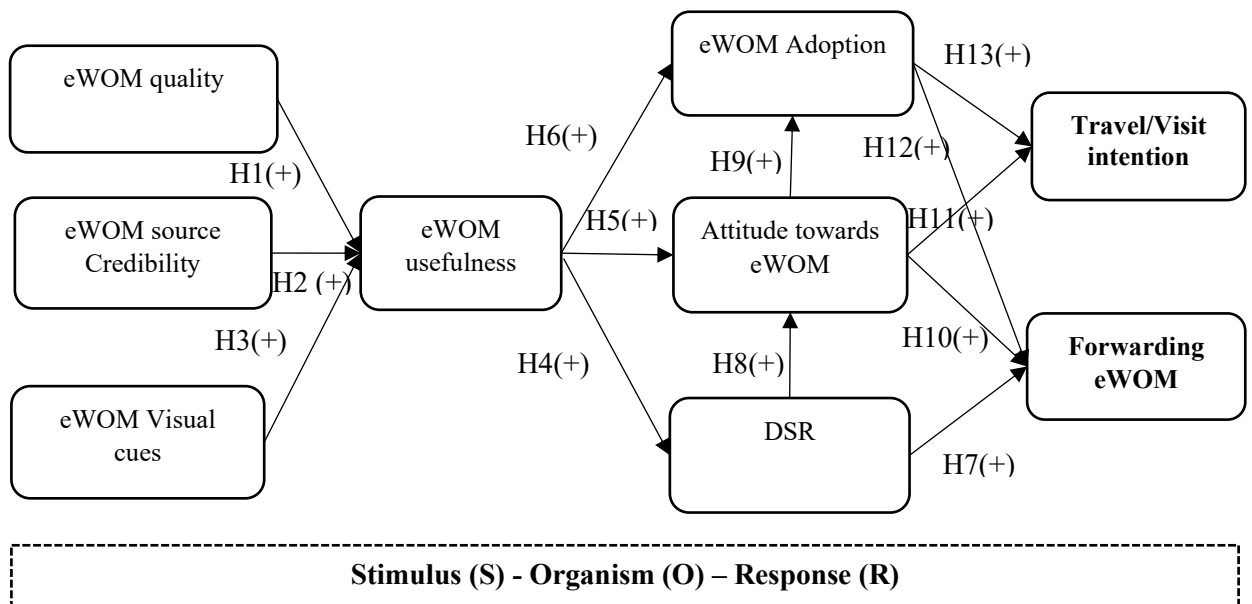 eWOM quality
eWOM source
Credibility
eWOM Visual
cues
H1(+)
H2 (+)
H3(+)
eWOM
usefulness
H6(+)
H5(+)
H4(+)
eWOM Adoption
H9(+)
Attitude towards
eWOM
H8(+)
DSR
H13(+)
H12(+)
H11(+)
H10(+)
H7(+)
Travel/Visit
intention
Forwarding
eWOM
Stimulus (S) - Organism (O) – Response (R)